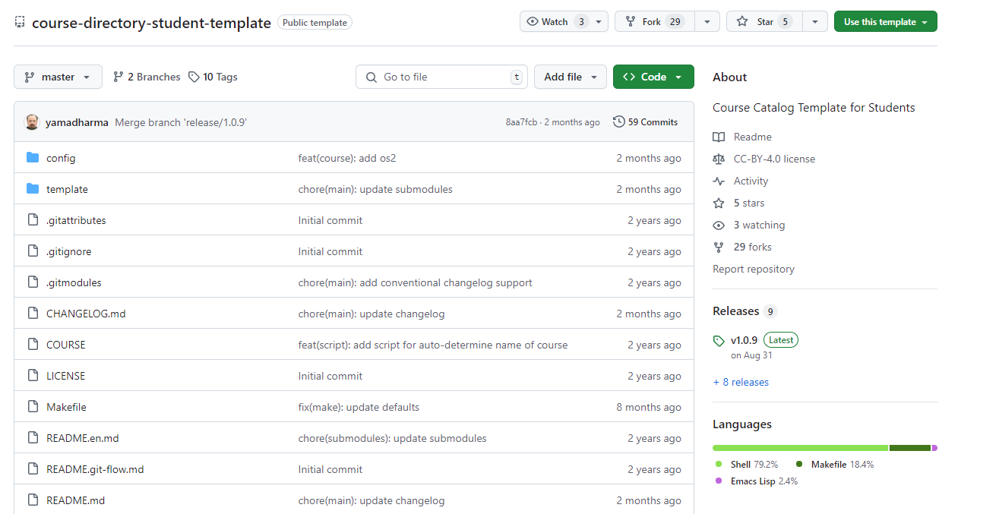 course-directory-student-template Public template Watch 3 Fork 29 Star 5 Use this template
master 2 Branches 10 Tags Go to file t Add file Code
yamadharma Merge branch 'release/1.0.9' 8aa7fcb · 2 months ago 59 Commits
config feat(course): add os2 2 months ago
template chore(main): update submodules 2 months ago
.gitattributes Initial commit 2 years ago
.gitignore Initial commit 2 years ago
.gitmodules chore(main): add conventional changelog support 2 years ago
CHANGELOG.md chore(main): update changelog 2 months ago
COURSE feat(script): add script for auto-determine name of course 2 years ago
LICENSE Initial commit 2 years ago
Makefile fix(make): update defaults 8 months ago
README.en.md chore(submodules): update submodules 2 years ago
README.git-flow.md Initial commit 2 years ago
README.md chore(main): update changelog 2 months ago
About
Course Catalog Template for Students
Readme
CC-BY-4.0 license
Activity
5 stars
3 watching
29 forks
Report repository
Releases 9
v1.0.9 Latest
on Aug 31
+ 8 releases
Languages
Shell 79.2% Makefile 18.4%
Emacs Lisp 2.4%